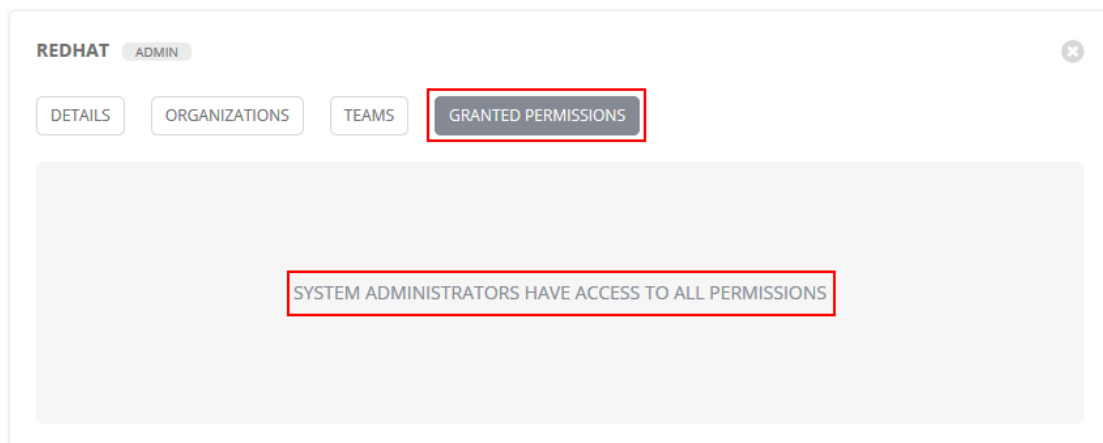 REDHAT ADMIN
DETAILS ORGANIZATIONS TEAMS GRANTED PERMISSIONS
SYSTEM ADMINISTRATORS HAVE ACCESS TO ALL PERMISSIONS